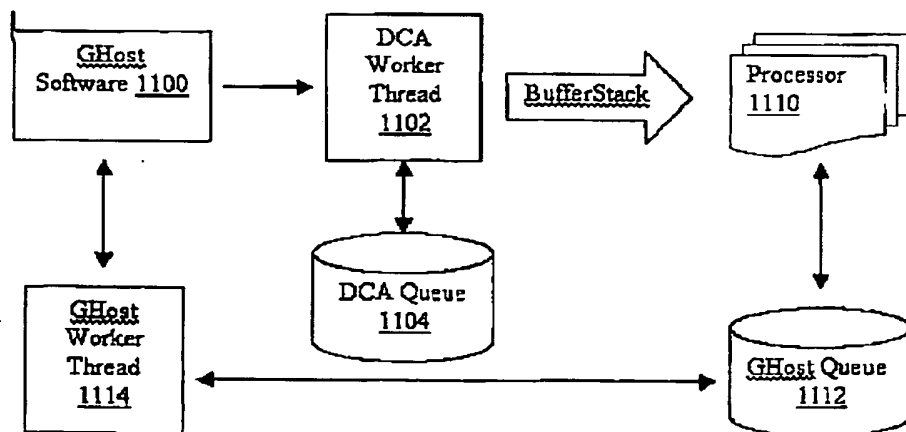 GHost
Software 1100
DCA
Worker
Thread
1102
BufferStack
Processor
1110
DCA Queue
1104
GHost
Worker
Thread
1114
GHost Queue
1112